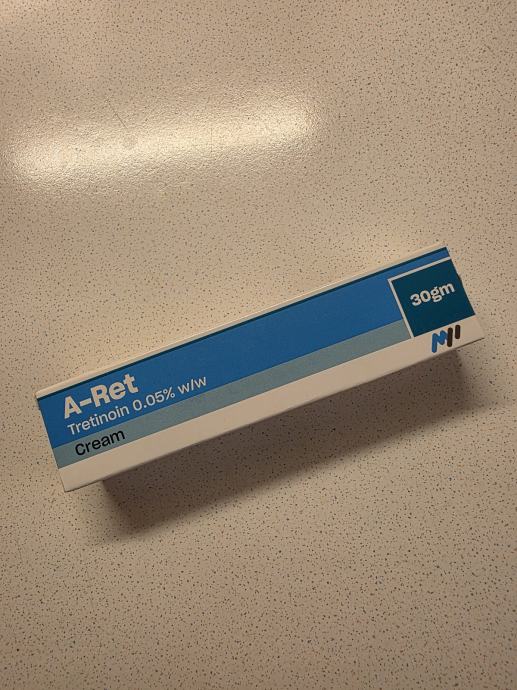 A-Ret
Tretinoin 0.05% w/w
Cream
30gm